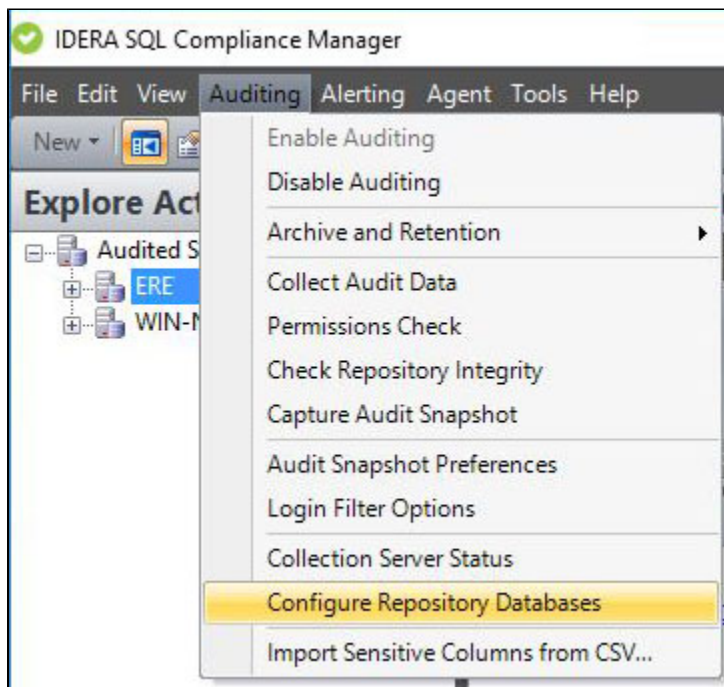 IDERA SQL Compliance Manager
File Edit View Auditing Alerting Agent Tools Help
New
Enable Auditing
Disable Auditing
Archive and Retention
Collect Audit Data
Permissions Check
Check Repository Integrity
Capture Audit Snapshot
Audit Snapshot Preferences
Login Filter Options
Collection Server Status
Configure Repository Databases
Import Sensitive Columns from CSV...
Explore Act
Audited S
ERE
WIN-N